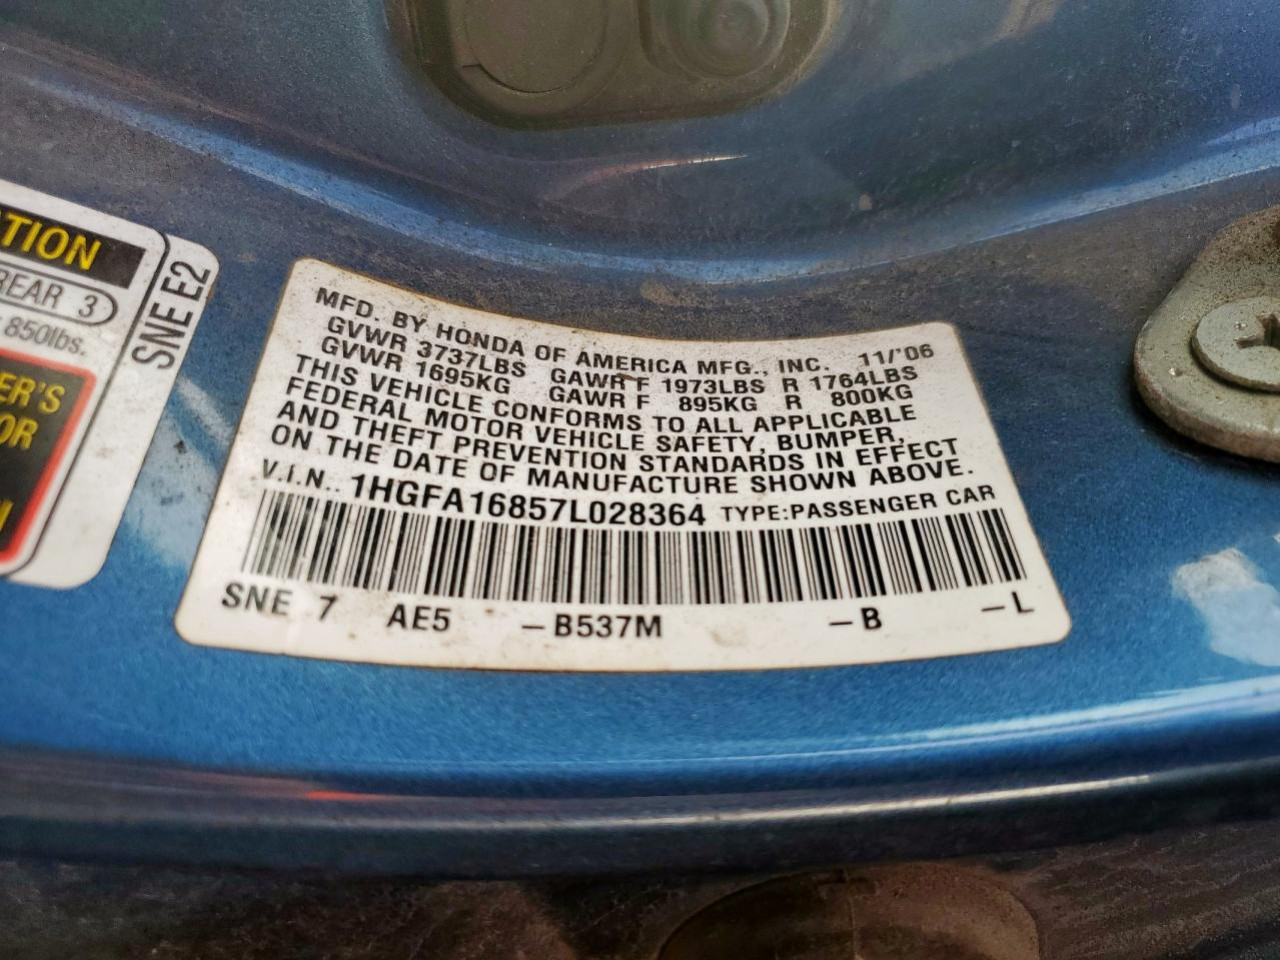 TION
REAR 3
850lbs.
ER'S
OR
SNE E2
MFD. BY HONDA OF AMERICA MFG., INC. 11/'06
GVWR 3737LBS GAWR F 1973LBS R 1764LBS
GVWR 1695KG GAWR F 895KG R 800KG
THIS VEHICLE CONFORMS TO ALL APPLICABLE
FEDERAL MOTOR VEHICLE SAFETY, BUMPER,
AND THEFT PREVENTION STANDARDS IN EFFECT
ON THE DATE OF MANUFACTURE SHOWN ABOVE.
V.I.N.: 1HGFA16857L028364 TYPE:PASSENGER CAR
SNE 7 AE5 –B537M –B –L